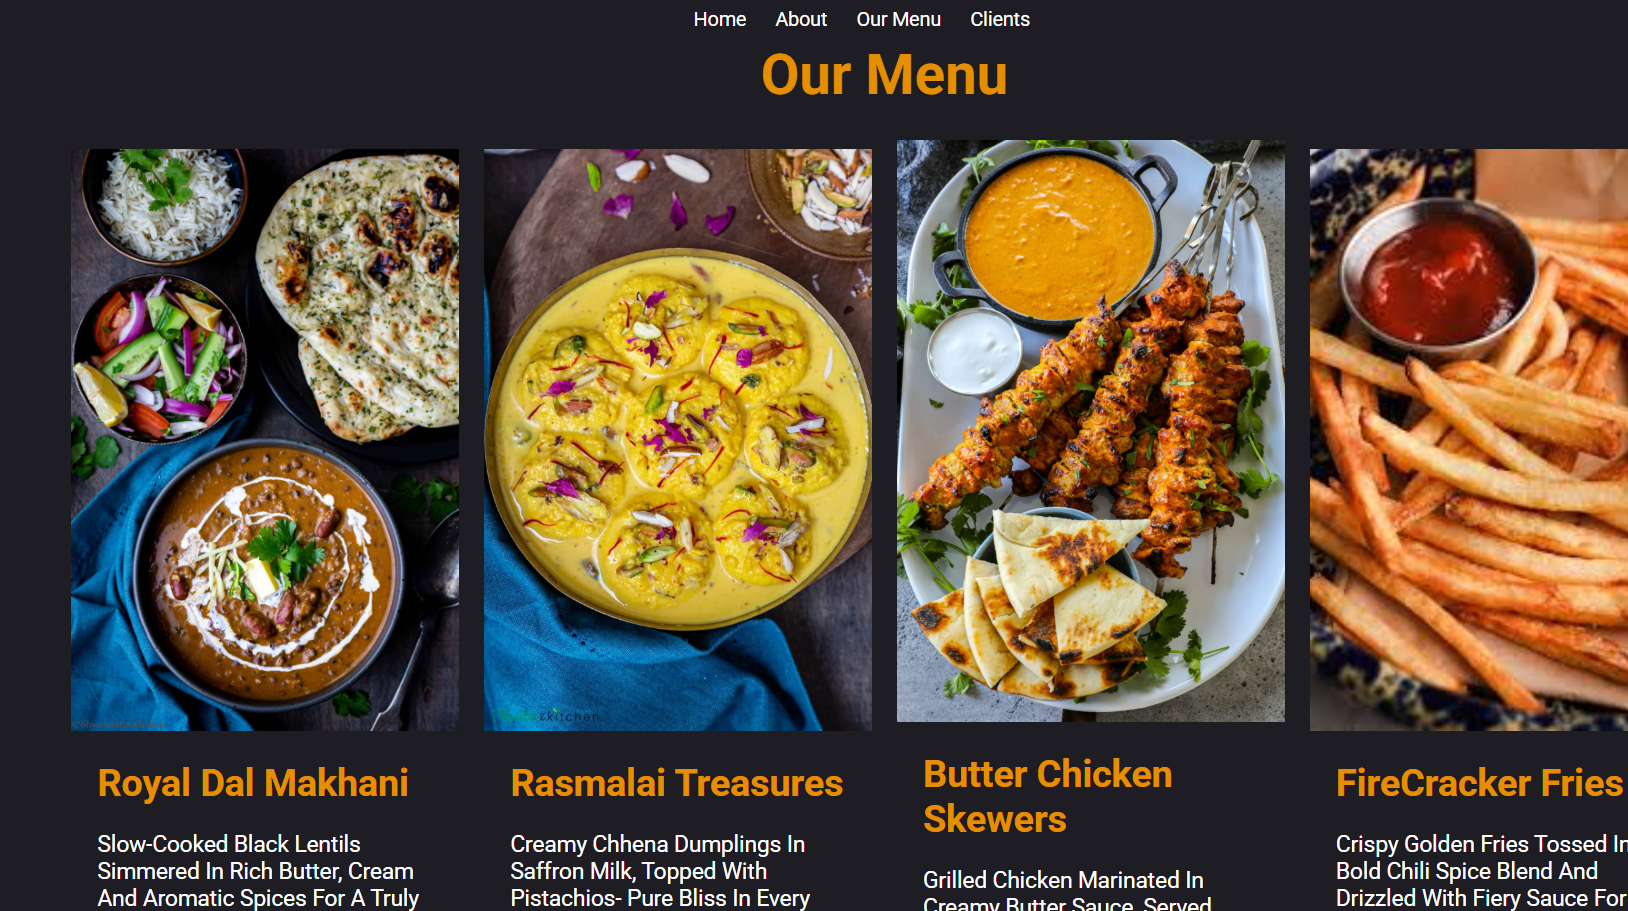 Home About Our Menu Clients
Our Menu
Royal Dal Makhani
Slow-Cooked Black Lentils
Simmered In Rich Butter, Cream
And Aromatic Spices For A Truly
Rasmalai Treasures
Creamy Chhena Dumplings In
Saffron Milk, Topped With
Pistachios- Pure Bliss In Every
Butter Chicken
Skewers
Grilled Chicken Marinated In
Creamy Butter Sauce, Served
FireCracker Fries
Crispy Golden Fries Tossed In
Bold Chili Spice Blend And
Drizzled With Fiery Sauce For
kitchen